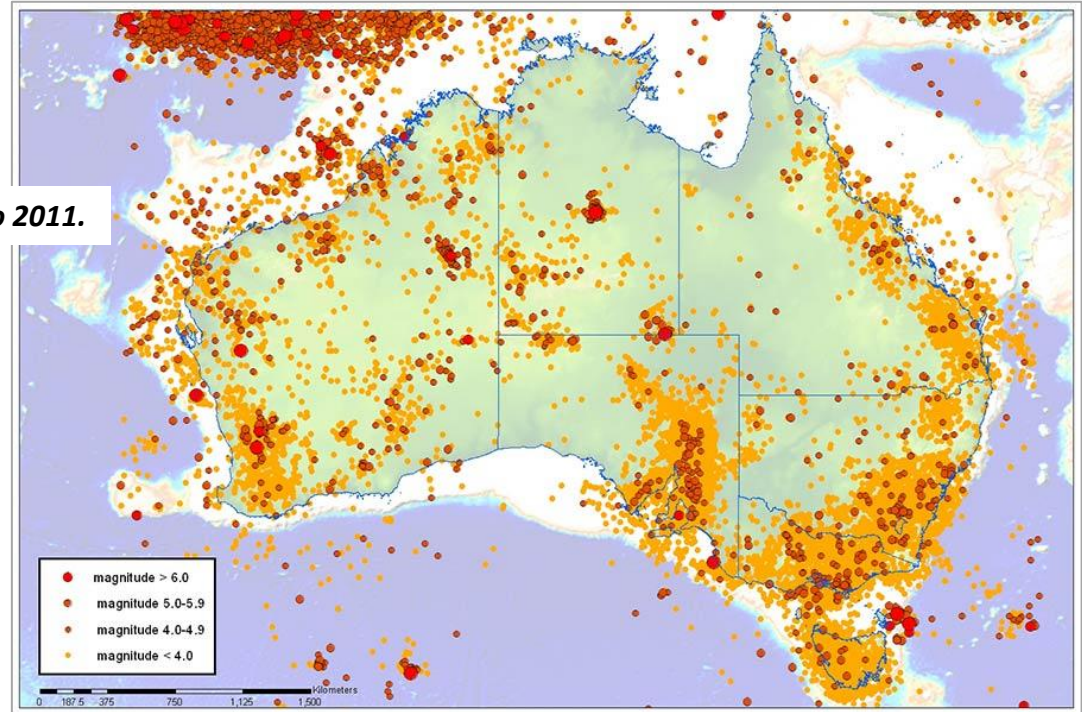 2011.
magnitude > 6.0
magnitude 5.0-5.9
magnitude 4.0-4.9
magnitude < 4.0
Kilometers
0 187.5 375 750 1,125 1,500